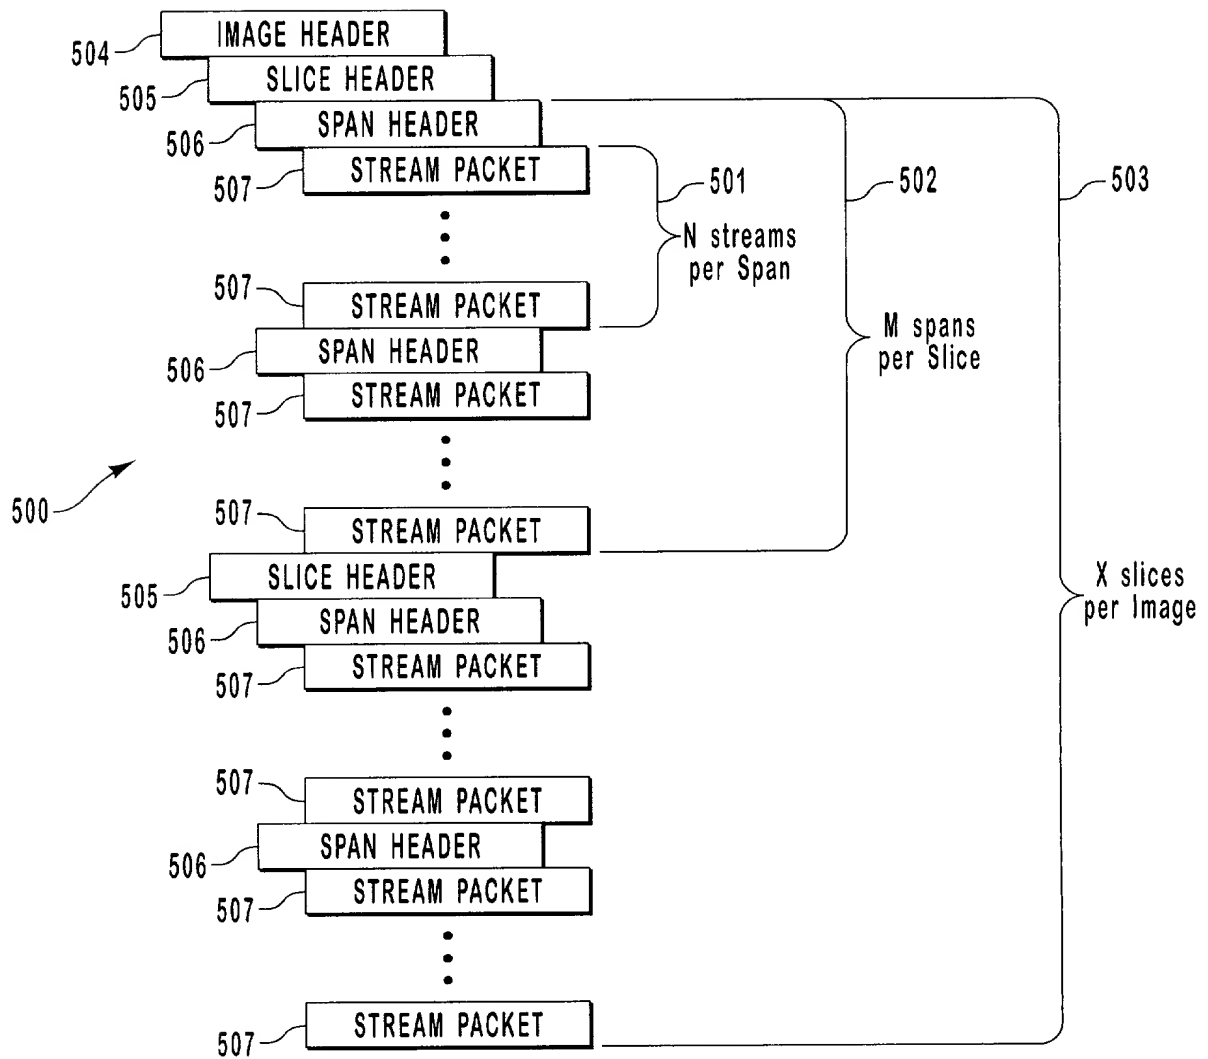 504 IMAGE HEADER
505 SLICE HEADER
506 SPAN HEADER
507 STREAM PACKET
501
502
503
N streams
per Span
507 STREAM PACKET
506 SPAN HEADER
M spans
per Slice
507 STREAM PACKET
500
507 STREAM PACKET
505 SLICE HEADER
X slices
per Image
506 SPAN HEADER
507 STREAM PACKET
507 STREAM PACKET
506 SPAN HEADER
507 STREAM PACKET
507 STREAM PACKET